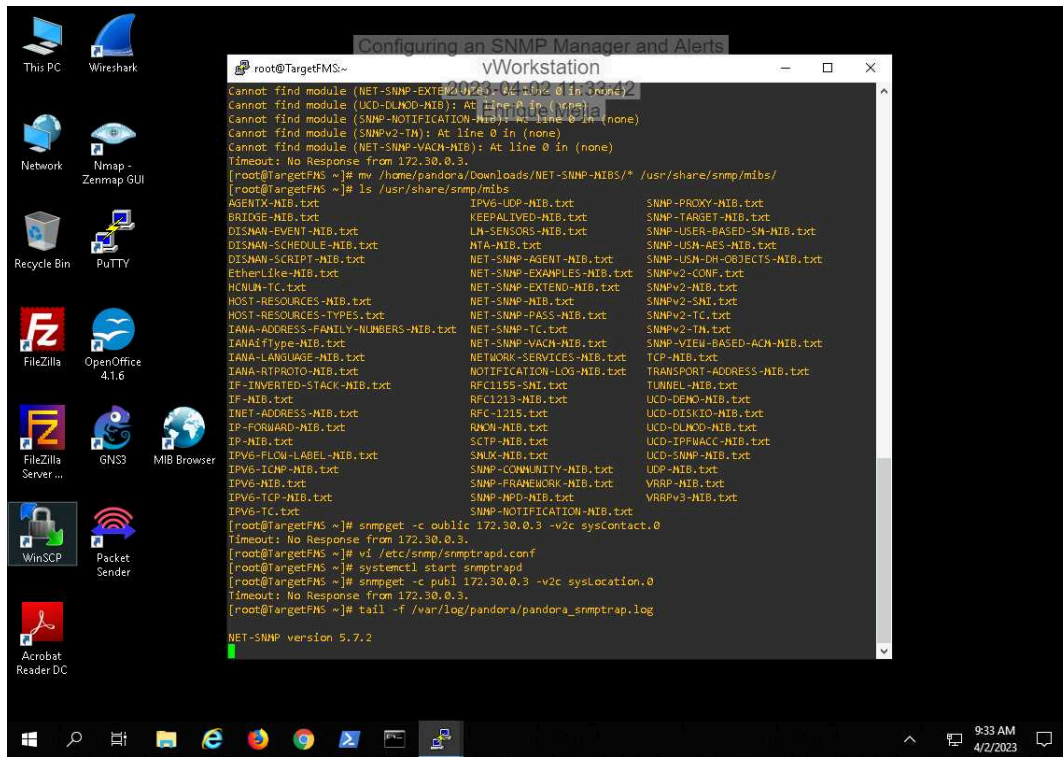 This PC
Wireshark
Network
Nmap -
Zenmap GUI
Recycle Bin
PuTTY
FileZilla
OpenOffice
4.1.6
FileZilla
Server ...
GNS3
MIB Browser
WinSCP
Packet
Sender
Acrobat
Reader DC
Configuring an SNMP Manager and Alerts
vWorkstation
2023-04-02 11:33:42
Enrique Mejia
root@TargetFMS:~
Cannot find module (NET-SNMP-EXTEND-MIB): At line 0 in (none)
Cannot find module (UCD-DLMOD-MIB): At line 0 in (none)
Cannot find module (SNMP-NOTIFICATION-MIB): At line 0 in (none)
Cannot find module (SNMPv2-TM): At line 0 in (none)
Cannot find module (NET-SNMP-VACM-MIB): At line 0 in (none)
Timeout: No Response from 172.30.0.3.
[root@TargetFMS ~]# mv /home/pandora/Downloads/NET-SNMP-MIBS/* /usr/share/snmp/mibs/
[root@TargetFMS ~]# ls /usr/share/snmp/mibs
AGENTX-MIB.txt IPV6-UDP-MIB.txt SNMP-PROXY-MIB.txt
BRIDGE-MIB.txt KEEPALIVED-MIB.txt SNMP-TARGET-MIB.txt
DISMAN-EVENT-MIB.txt LM-SENSORS-MIB.txt SNMP-USER-BASED-SM-MIB.txt
DISMAN-SCHEDULE-MIB.txt MTA-MIB.txt SNMP-USM-AES-MIB.txt
DISMAN-SCRIPT-MIB.txt NET-SNMP-AGENT-MIB.txt SNMP-USM-DH-OBJECTS-MIB.txt
EtherLike-MIB.txt NET-SNMP-EXAMPLES-MIB.txt SNMPv2-CONF.txt
HCNUM-TC.txt NET-SNMP-EXTEND-MIB.txt SNMPv2-MIB.txt
HOST-RESOURCES-MIB.txt NET-SNMP-MIB.txt SNMPv2-SMI.txt
HOST-RESOURCES-TYPES.txt NET-SNMP-PASS-MIB.txt SNMPv2-TC.txt
IANA-ADDRESS-FAMILY-NUMBERS-MIB.txt NET-SNMP-TC.txt SNMPv2-TM.txt
IANAifType-MIB.txt NET-SNMP-VACM-MIB.txt SNMP-VIEW-BASED-ACM-MIB.txt
IANA-LANGUAGE-MIB.txt NETWORK-SERVICES-MIB.txt TCP-MIB.txt
IANA-RTPROTO-MIB.txt NOTIFICATION-LOG-MIB.txt TRANSPORT-ADDRESS-MIB.txt
IF-INVERTED-STACK-MIB.txt RFC1155-SMI.txt TUNNEL-MIB.txt
IF-MIB.txt RFC1213-MIB.txt UCD-DEMO-MIB.txt
INET-ADDRESS-MIB.txt RFC-1215.txt UCD-DISKIO-MIB.txt
IP-FORWARD-MIB.txt RMON-MIB.txt UCD-DLMOD-MIB.txt
IP-MIB.txt SCTP-MIB.txt UCD-IPFWACC-MIB.txt
IPV6-FLOW-LABEL-MIB.txt SMUX-MIB.txt UCD-SNMP-MIB.txt
IPV6-ICMP-MIB.txt SNMP-COMMUNITY-MIB.txt UDP-MIB.txt
IPV6-MIB.txt SNMP-FRAMEWORK-MIB.txt VRRP-MIB.txt
IPV6-TCP-MIB.txt SNMP-MPD-MIB.txt VRRPv3-MIB.txt
IPV6-TC.txt SNMP-NOTIFICATION-MIB.txt
[root@TargetFMS ~]# snmpget -c oublic 172.30.0.3 -v2c sysContact.0
Timeout: No Response from 172.30.0.3.
[root@TargetFMS ~]# vi /etc/snmp/snmptrapd.conf
[root@TargetFMS ~]# systemctl start snmptrapd
[root@TargetFMS ~]# snmpget -c publ 172.30.0.3 -v2c sysLocation.0
Timeout: No Response from 172.30.0.3.
[root@TargetFMS ~]# tail -f /var/log/pandora/pandora_snmptrap.log
NET-SNMP version 5.7.2
9:33 AM
4/2/2023